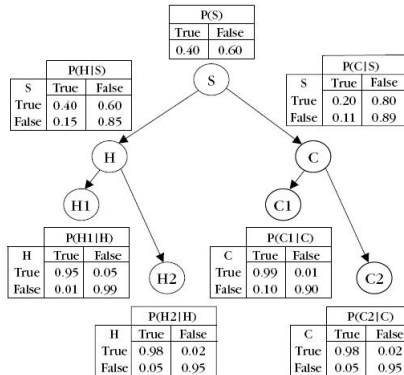 P(S)
True False
0.40 0.60
P(H|S)
S True False
True 0.40 0.60
False 0.15 0.85
S
P(C|S)
S True False
True 0.20 0.80
False 0.11 0.89
H
C
H1
C1
P(H1|H)
H True False
True 0.95 0.05
False 0.01 0.99
H2
P(C1|C)
C True False
True 0.99 0.01
False 0.10 0.90
C2
P(H2|H)
H True False
True 0.98 0.02
False 0.05 0.95
P(C2|C)
C True False
True 0.98 0.02
False 0.05 0.95